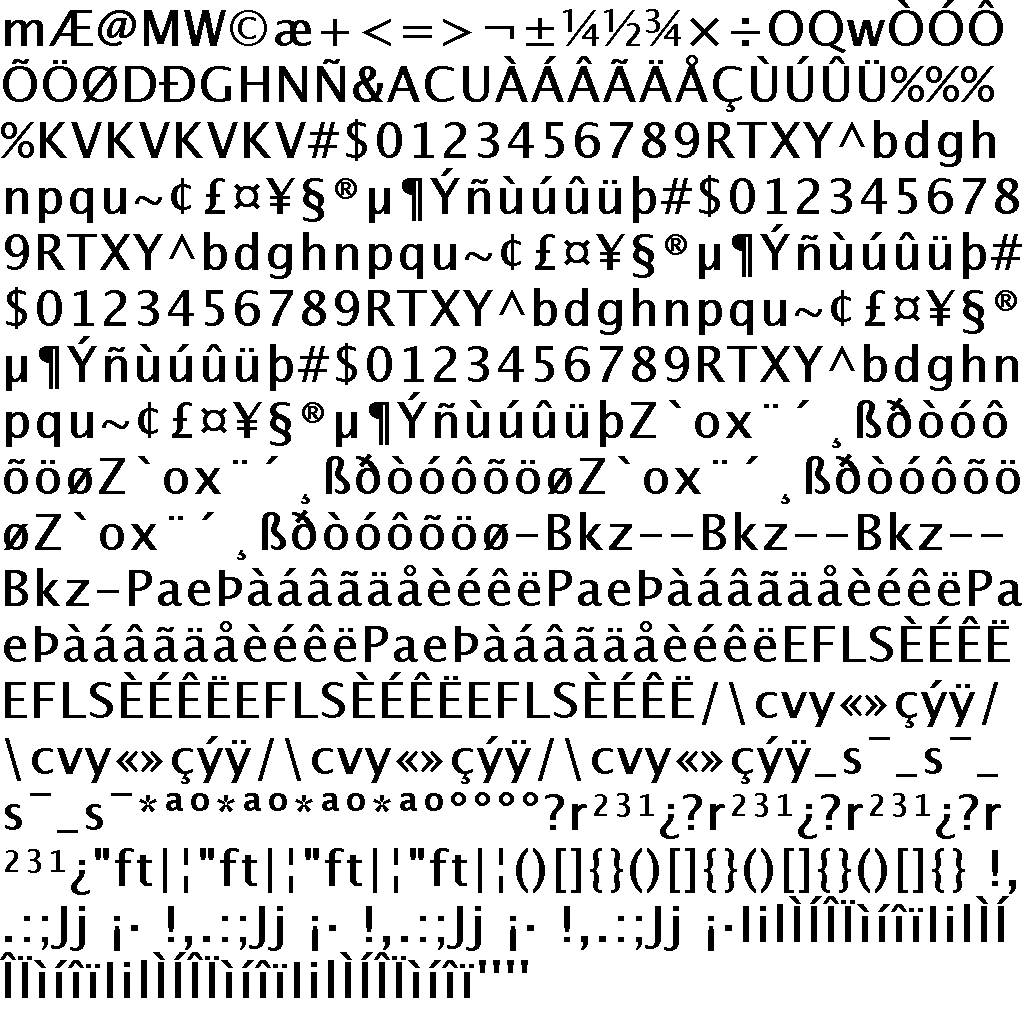 mÆ@MW©æ+<=>¬±¼½¾×÷OQwÒÓÔ
ÕÖØDÐGHNÑ&ACUÀÁÂÃÄÅÇÙÚÛÜ%%%
%KVKVKVKV#$0123456789RTXY^bdgh
npqu~¢£¤¥§®µ¶Ýñùúûüþ#$012345678
9RTXY^bdghnpqu~¢£¤¥§®µ¶Ýñùúûüþ#
$0123456789RTXY^bdghnpqu~¢£¤¥§®
µ¶Ýñùúûüþ#$0123456789RTXY^bdghn
pqu~¢£¤¥§®µ¶ÝñùúûüþZ`ox¨´¸ßðòóô
õöøZ`ox¨´¸ßðòóôõöøZ`ox¨´¸ßðòóôõö
øZ`ox¨´¸ßðòóôõöø-Bkz--Bkz--Bkz--
Bkz-PaeÞàáâãäåèéêëPaeÞàáâãäåèéêëPa
eÞàáâãäåèéêëPaeÞàáâãäåèéêëEFLSÈÉÊË
EFLSÈÉÊËEFLSÈÉÊËEFLSÈÉÊË/\cvy«»çýÿ/
\cvy«»çýÿ/\cvy«»çýÿ/\cvy«»çýÿ_s¯_s¯_
s¯_s¯*ªº*ªº*ªº*ªº°°°°?r²³¹¿?r²³¹¿?r²³¹¿?r
²³¹¿"ft|¦"ft|¦"ft|¦"ft|¦()[]{}()[]{}()[]{}()[]{} !,
.:;Jj ¡· !,.:;Jj ¡· !,.:;Jj ¡· !,.:;Jj ¡·IilÌÍÎÏìíîïIilÌÍ
ÎÏìíîïIilÌÍÎÏìíîïIilÌÍÎÏìíîï''''